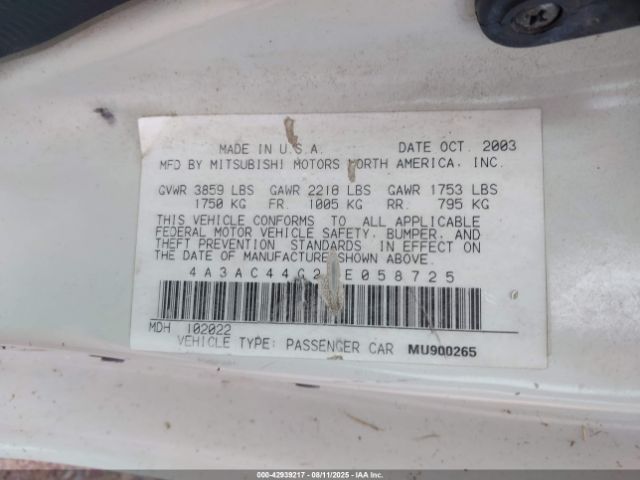 MADE IN U.S.A. DATE OCT. 2003
MFD BY MITSUBISHI MOTORS NORTH AMERICA, INC.
GVWR 3859 LBS GAWR 2218 LBS GAWR 1753 LBS
1750 KG FR. 1005 KG RR. 795 KG
THIS VEHICLE CONFORMS TO ALL APPLICABLE
FEDERAL MOTOR VEHICLE SAFETY, BUMPER, AND
THEFT PREVENTION STANDARDS IN EFFECT ON
THE DATE OF MANUFACTURE SHOWN ABOVE.
4A3AC44G2 E058725
MDH 102022
VEHICLE TYPE: PASSENGER CAR MU900265
000-42939217 - 08/11/2025 - IAA Inc.